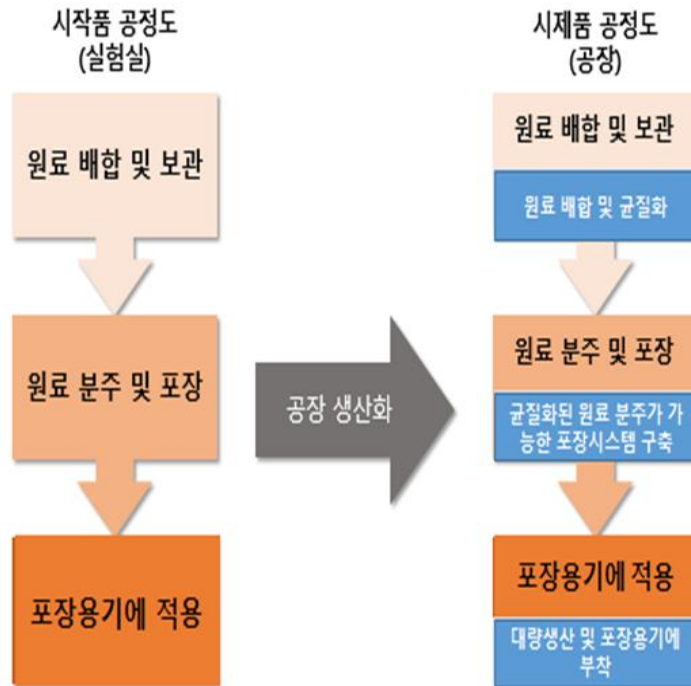 시작품 공정도
(실험실)
원료 배합 및 보관
원료 분주 및 포장
포장용기에 적용
공장 생산화
시제품 공정도
(공장)
원료 배합 및 보관
원료 배합 및 균질화
원료 분주 및 포장
균질화된 원료 분주가 가
능한 포장시스템 구축
포장용기에 적용
대량생산 및 포장용기에
부착